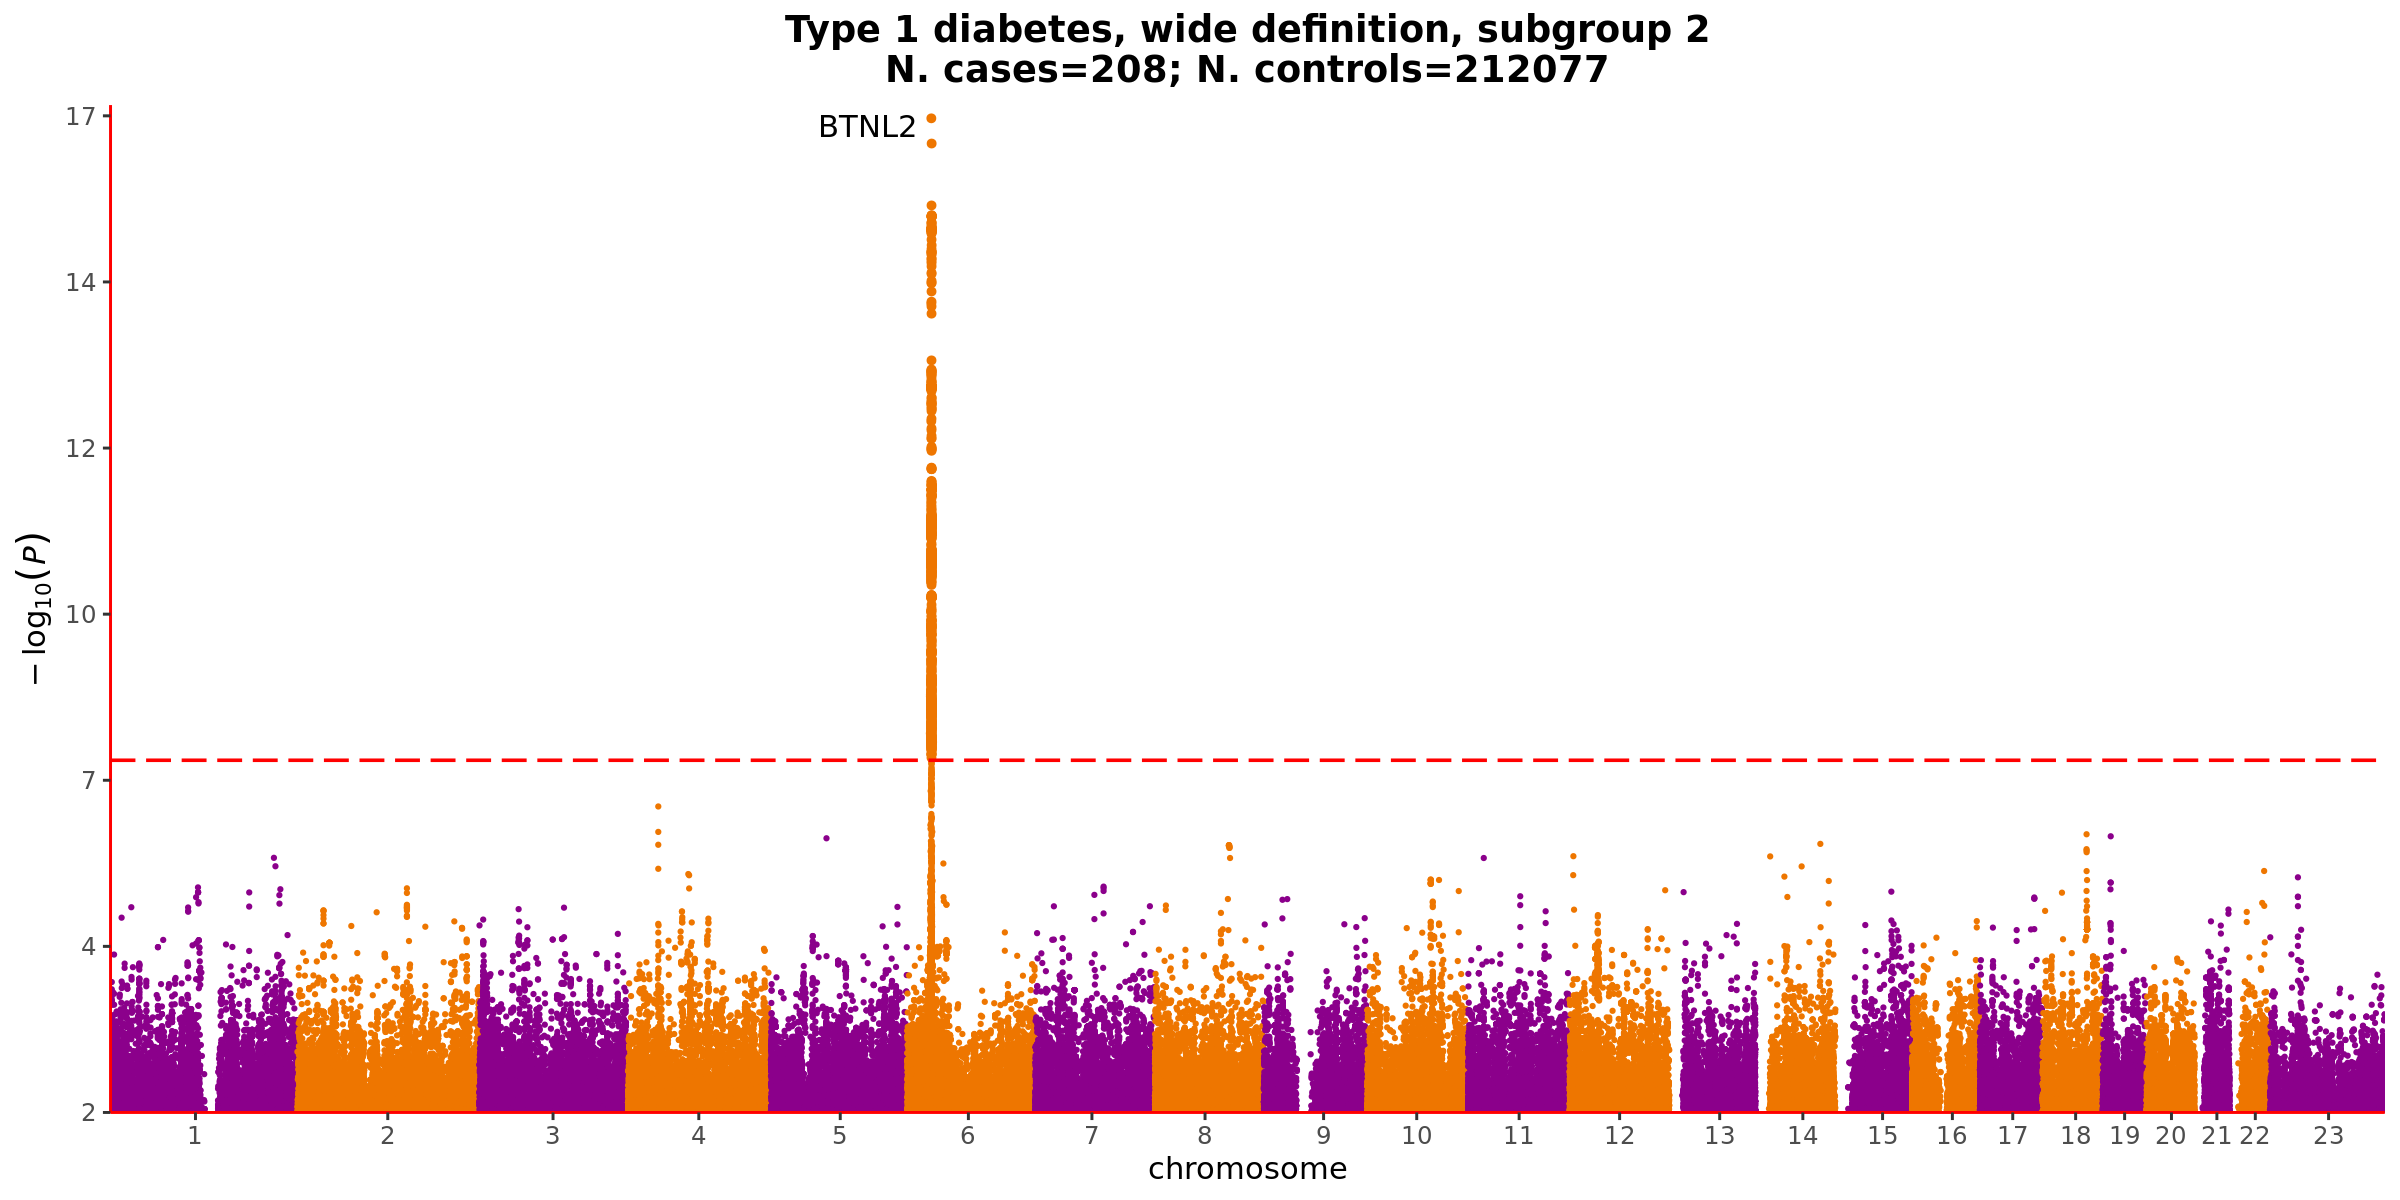 Type 1 diabetes, wide definition, subgroup 2
N. cases=208; N. controls=212077
BTNL2
17
14
12
10
7
4
2
− log₁₀(P)
1 2 3 4 5 6 7 8 9 10 11 12 13 14 15 16 17 18 19 20 21 22 23
chromosome